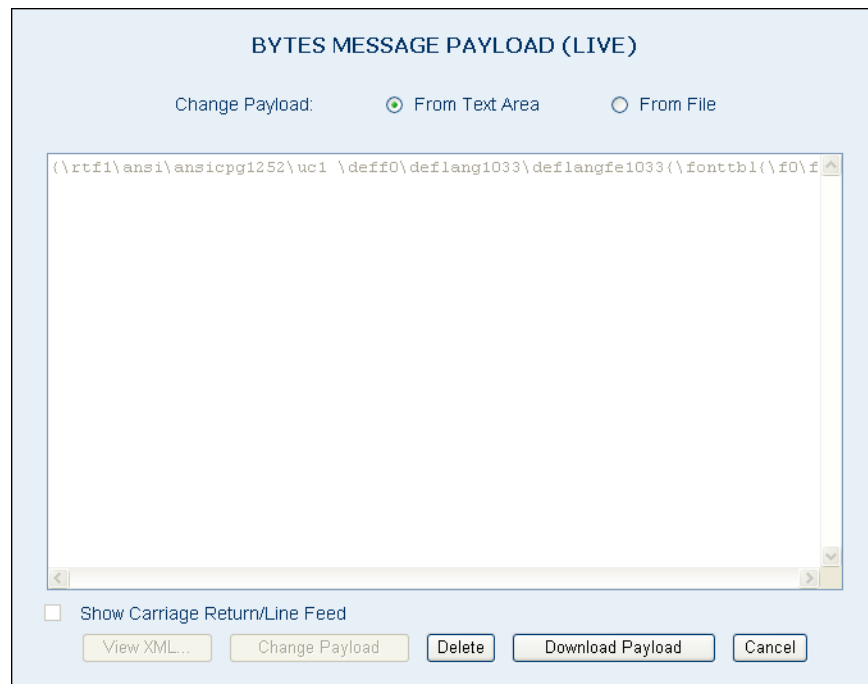 BYTES MESSAGE PAYLOAD (LIVE)
Change Payload: From Text Area From File
{\rtf1\ansi\ansicpg1252\uc1 \deff0\deflang1033\deflangfe1033{\fonttbl{\f0\f
Show Carriage Return/Line Feed
View XML... Change Payload Delete Download Payload Cancel